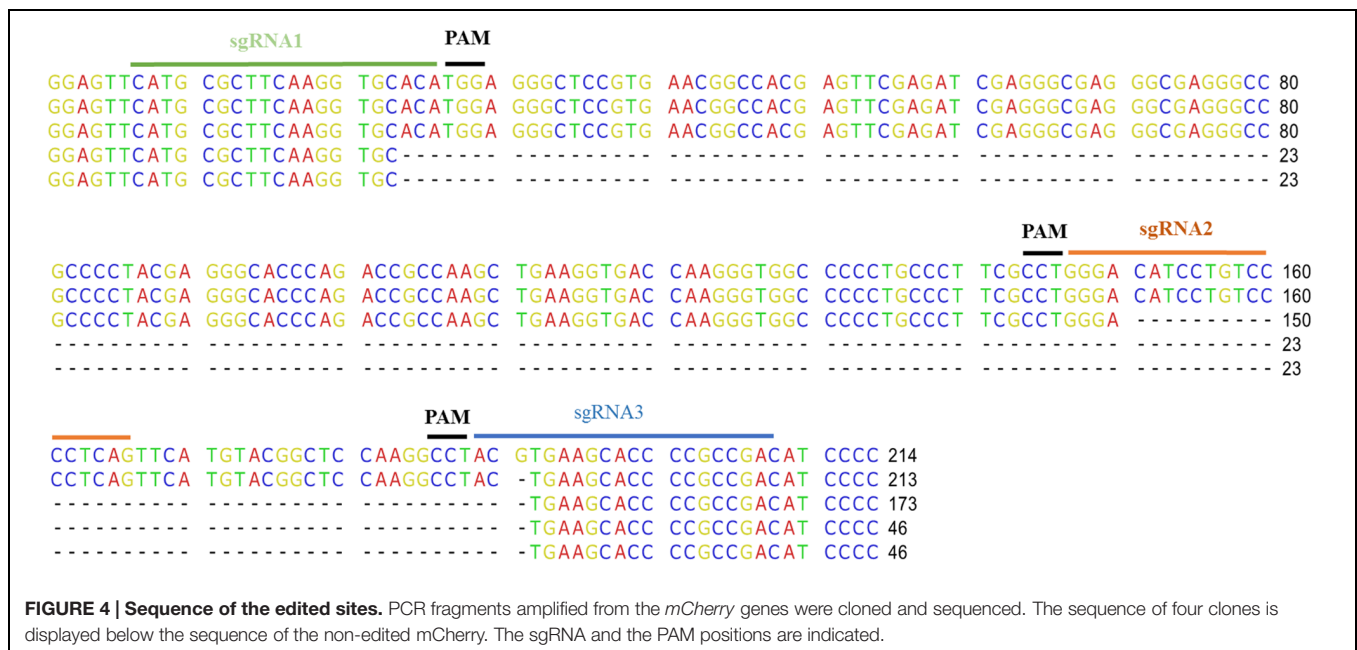 sgRNA1 PAM
GGAGTTCATG CGCTTCAAGG TGCACATGGA GGGCTCCGTG AACGGCCACG AGTTCGAGAT CGAGGGCGAG GGCGAGGGCC 80
GGAGTTCATG CGCTTCAAGG TGCACATGGA GGGCTCCGTG AACGGCCACG AGTTCGAGAT CGAGGGCGAG GGCGAGGGCC 80
GGAGTTCATG CGCTTCAAGG TGCACATGGA GGGCTCCGTG AACGGCCACG AGTTCGAGAT CGAGGGCGAG GGCGAGGGCC 80
GGAGTTCATG CGCTTCAAGG TGC------- ---------- ---------- ---------- ---------- ---------- 23
GGAGTTCATG CGCTTCAAGG TGC------- ---------- ---------- ---------- ---------- ---------- 23
PAM sgRNA2
GCCCCTACGA GGGCACCCAG ACCGCCAAGC TGAAGGTGAC CAAGGGTGGC CCCCTGCCCT TCGCCTGGGA CATCCTGTCC 160
GCCCCTACGA GGGCACCCAG ACCGCCAAGC TGAAGGTGAC CAAGGGTGGC CCCCTGCCCT TCGCCTGGGA CATCCTGTCC 160
GCCCCTACGA GGGCACCCAG ACCGCCAAGC TGAAGGTGAC CAAGGGTGGC CCCCTGCCCT TCGCCTGGGA ---------- 150
---------- ---------- ---------- ---------- ---------- ---------- ---------- ---------- 23
---------- ---------- ---------- ---------- ---------- ---------- ---------- ---------- 23
PAM sgRNA3
CCTCAGTTCA TGTACGGCTC CAAGGCCTAC GTGAAGCACC CCGCCGACAT CCCC 214
CCTCAGTTCA TGTACGGCTC CAAGGCCTAC -TGAAGCACC CCGCCGACAT CCCC 213
---------- ---------- ---------- -TGAAGCACC CCGCCGACAT CCCC 173
---------- ---------- ---------- -TGAAGCACC CCGCCGACAT CCCC 46
---------- ---------- ---------- -TGAAGCACC CCGCCGACAT CCCC 46
FIGURE 4 | Sequence of the edited sites. PCR fragments amplified from the mCherry genes were cloned and sequenced. The sequence of four clones is
displayed below the sequence of the non-edited mCherry. The sgRNA and the PAM positions are indicated.